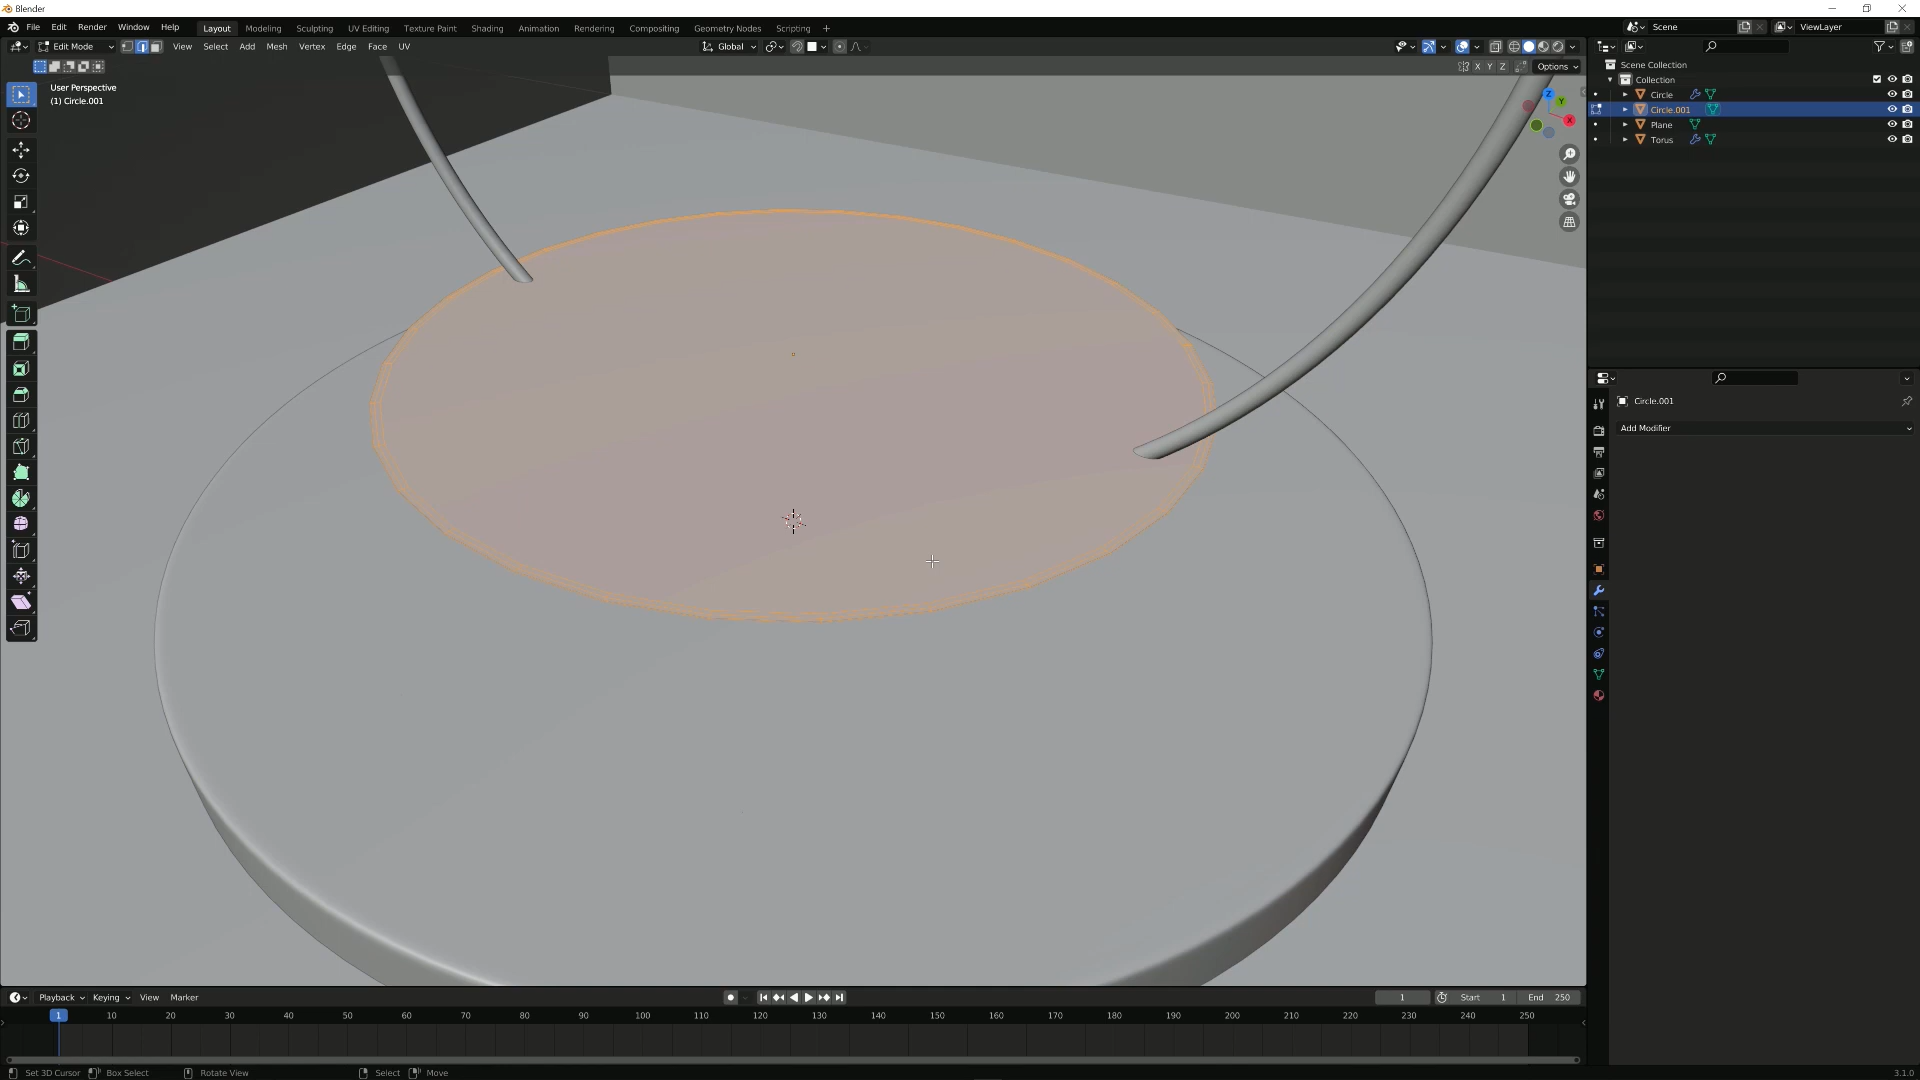 Blender
File Edit Render Window Help Layout Modeling Sculpting UV Editing Texture Paint Shading Animation Rendering Compositing Geometry Nodes Scripting + Scene ViewLayer
Edit Mode View Select Add Mesh Vertex Edge Face UV Global
X Y Z Options
User Perspective
(1) Circle.001
Z
Y
X
Scene Collection
Collection
Circle
Circle.001
Plane
Torus
Circle.001
Add Modifier
Playback Keying View Marker 1 Start 1 End 250
1 10 20 30 40 50 60 70 80 90 100 110 120 130 140 150 160 170 180 190 200 210 220 230 240 250
Set 3D Cursor Box Select Rotate View Select Move 3.1.0